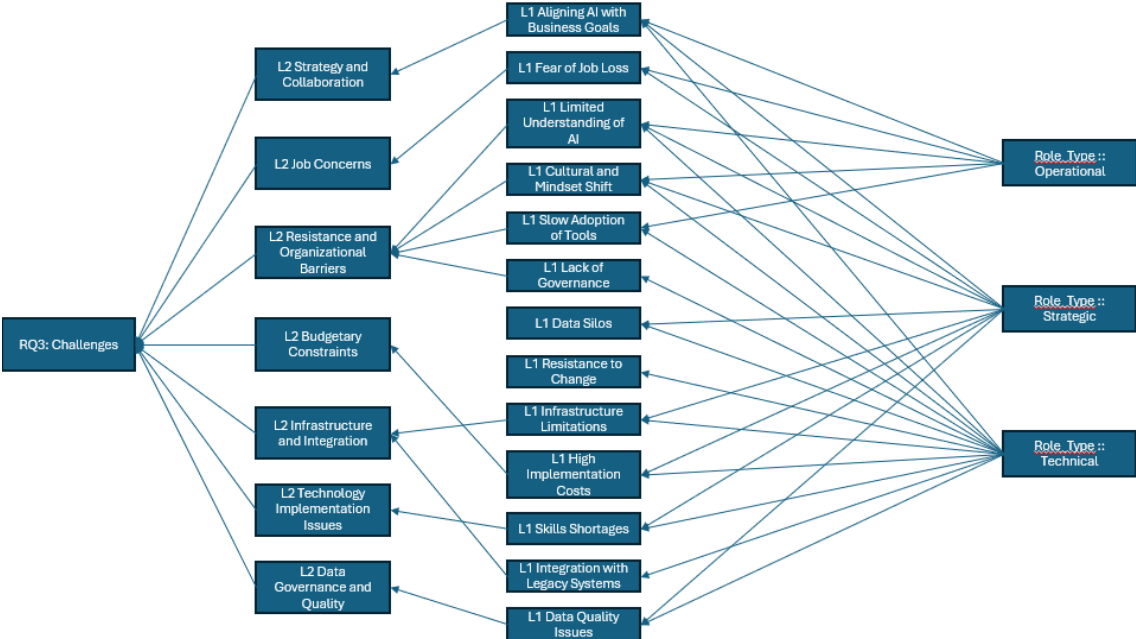 RQ3: Challenges
L2 Strategy and
Collaboration
L2 Job Concerns
L2 Resistance and
Organizational
Barriers
L2 Budgetary
Constraints
L2 Infrastructure
and Integration
L2 Technology
Implementation
Issues
L2 Data
Governance and
Quality
L1 Aligning AI with
Business Goals
L1 Fear of Job Loss
L1 Limited
Understanding of
AI
L1 Cultural and
Mindset Shift
L1 Slow Adoption
of Tools
L1 Lack of
Governance
L1 Data Silos
L1 Resistance to
Change
L1 Infrastructure
Limitations
L1 High
Implementation
Costs
L1 Skills Shortages
L1 Integration with
Legacy Systems
L1 Data Quality
Issues
Role_Type ::
Operational
Role_Type ::
Strategic
Role_Type ::
Technical